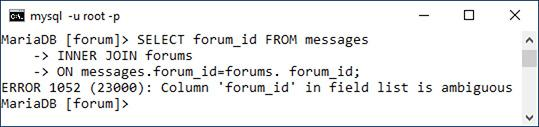 mysql -u root -p
MariaDB [forum]> SELECT forum_id FROM messages
    -> INNER JOIN forums
    -> ON messages.forum_id=forums. forum_id;
ERROR 1052 (23000): Column 'forum_id' in field list is ambiguous
MariaDB [forum]>